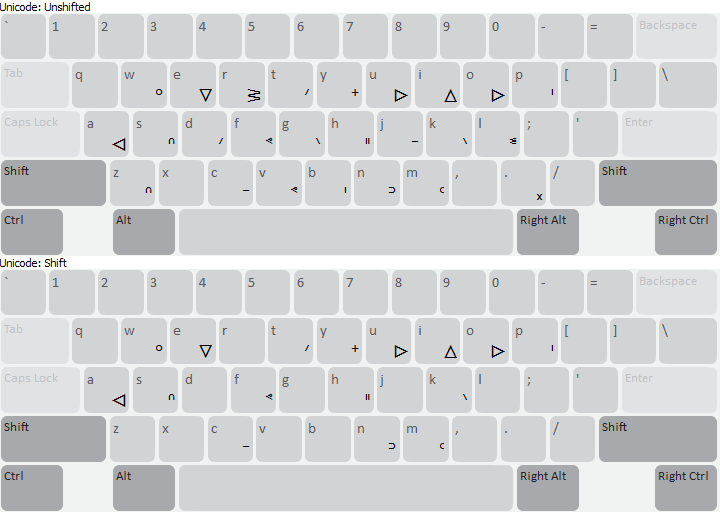 Unicode: Unshifted
` 1 2 3 4 5 6 7 8 9 0 - = Backspace
Tab q w ᐤ e ᐁ r t ᐟ y ᐩ u ᐅ i ᐃ o ᐅ p ᑊ [ ] \
Caps Lock a ᐊ s ᐢ d ᐟ f g ᐠ h ᐦ j ᐨ k ᐠ l ; ' Enter
Shift z ᐢ x c ᐨ v b ᑊ n ᐣ m ᒼ , . ᙮ / Shift
Ctrl Alt Right Alt Right Ctrl
Unicode: Shift
` 1 2 3 4 5 6 7 8 9 0 - = Backspace
Tab q w ᐤ e ᐁ r t ᐟ y ᐩ u ᐅ i ᐃ o ᐅ p ᑊ [ ] \
Caps Lock a ᐊ s ᐢ d f g h ᐦ j k ᐠ l ; ' Enter
Shift z x c ᐨ v b n ᐣ m ᒼ , . / Shift
Ctrl Alt Right Alt Right Ctrl